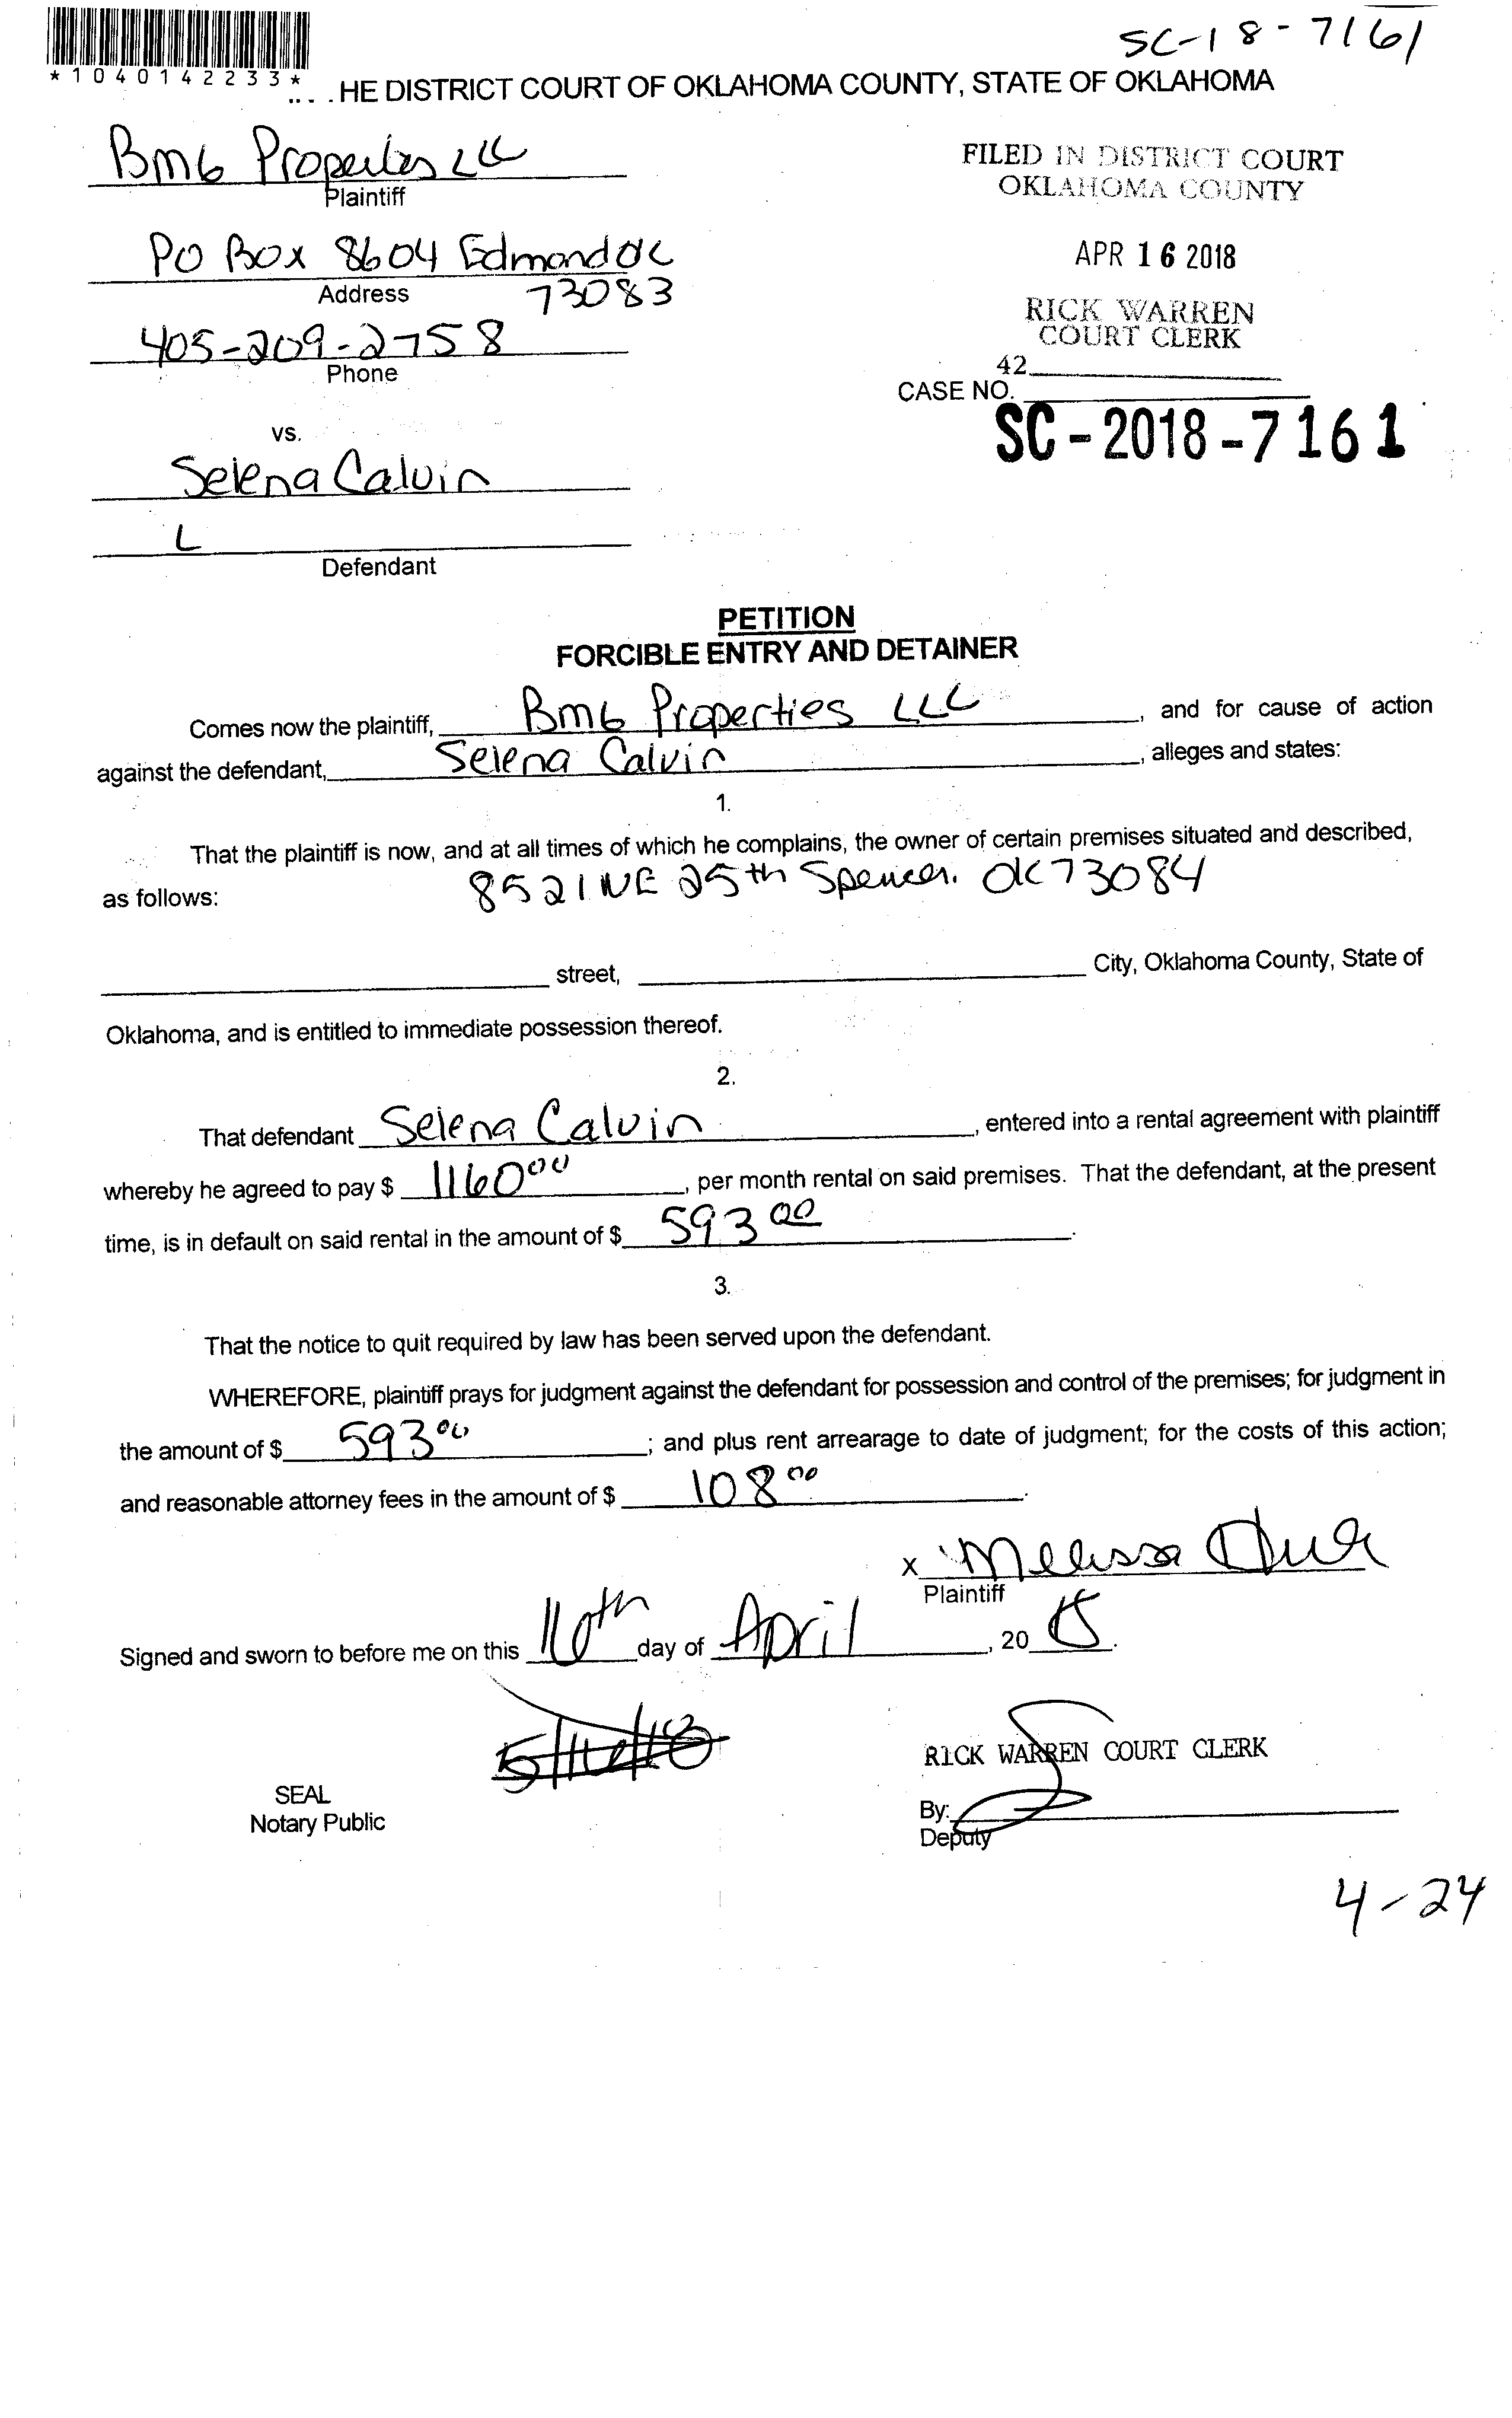 SC-18-7161
*1040142233*
HE DISTRICT COURT OF OKLAHOMA COUNTY, STATE OF OKLAHOMA
Bm6 Properties LLC
Plaintiff
FILED IN DISTRICT COURT
OKLAHOMA COUNTY
PO Box 8604 Edmond OK
73083
Address
APR 16 2018
RICK WARREN
COURT CLERK
405-209-2758
Phone
42
CASE NO.
SC-2018-7161
vs.
Selena Calvin
L
Defendant
PETITION
FORCIBLE ENTRY AND DETAINER
Comes now the plaintiff, Bm6 Properties LLC, and for cause of action
against the defendant, Selena Calvin, alleges and states:
1.
That the plaintiff is now, and at all times of which he complains, the owner of certain premises situated and described,
as follows: 8521 NE 25th Spencer. OK 73084
street, City, Oklahoma County, State of
Oklahoma, and is entitled to immediate possession thereof.
2.
That defendant Selena Calvin, entered into a rental agreement with plaintiff
whereby he agreed to pay $ 1160 00, per month rental on said premises. That the defendant, at the present
time, is in default on said rental in the amount of $ 593 00.
3.
That the notice to quit required by law has been served upon the defendant.
WHEREFORE, plaintiff prays for judgment against the defendant for possession and control of the premises; for judgment in
the amount of $ 593 00; and plus rent arrearage to date of judgment; for the costs of this action;
and reasonable attorney fees in the amount of $ 108 00.
x Melissa
Plaintiff
Signed and sworn to before me on this 16th day of April, 20
RICK WARREN COURT CLERK
SEAL
Notary Public
By:
Deputy
4-24